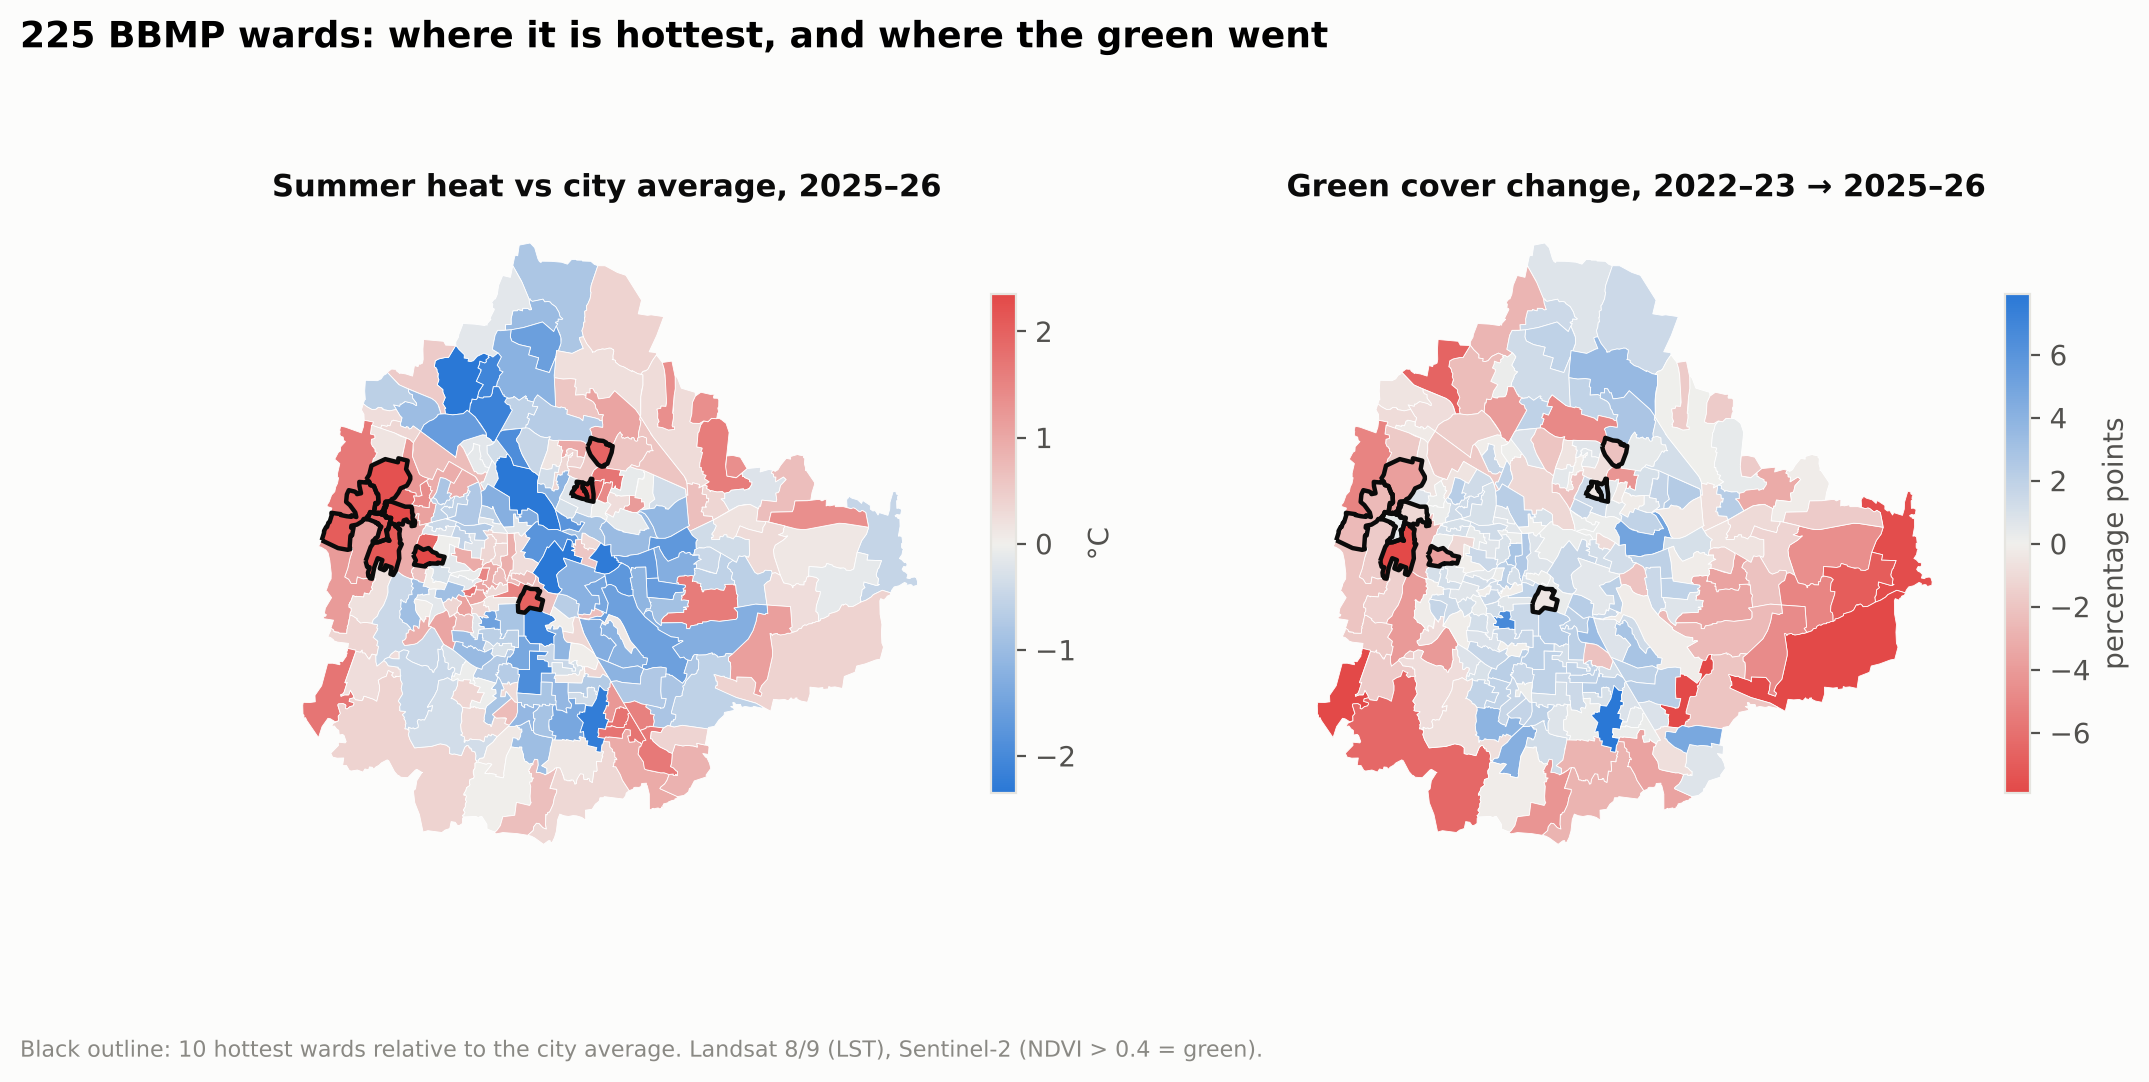 225 BBMP wards: where it is hottest, and where the green went
Summer heat vs city average, 2025–26
2
1
0
−1
−2
°C
Green cover change, 2022–23 → 2025–26
6
4
2
0
−2
−4
−6
percentage points
Black outline: 10 hottest wards relative to the city average. Landsat 8/9 (LST), Sentinel-2 (NDVI > 0.4 = green).